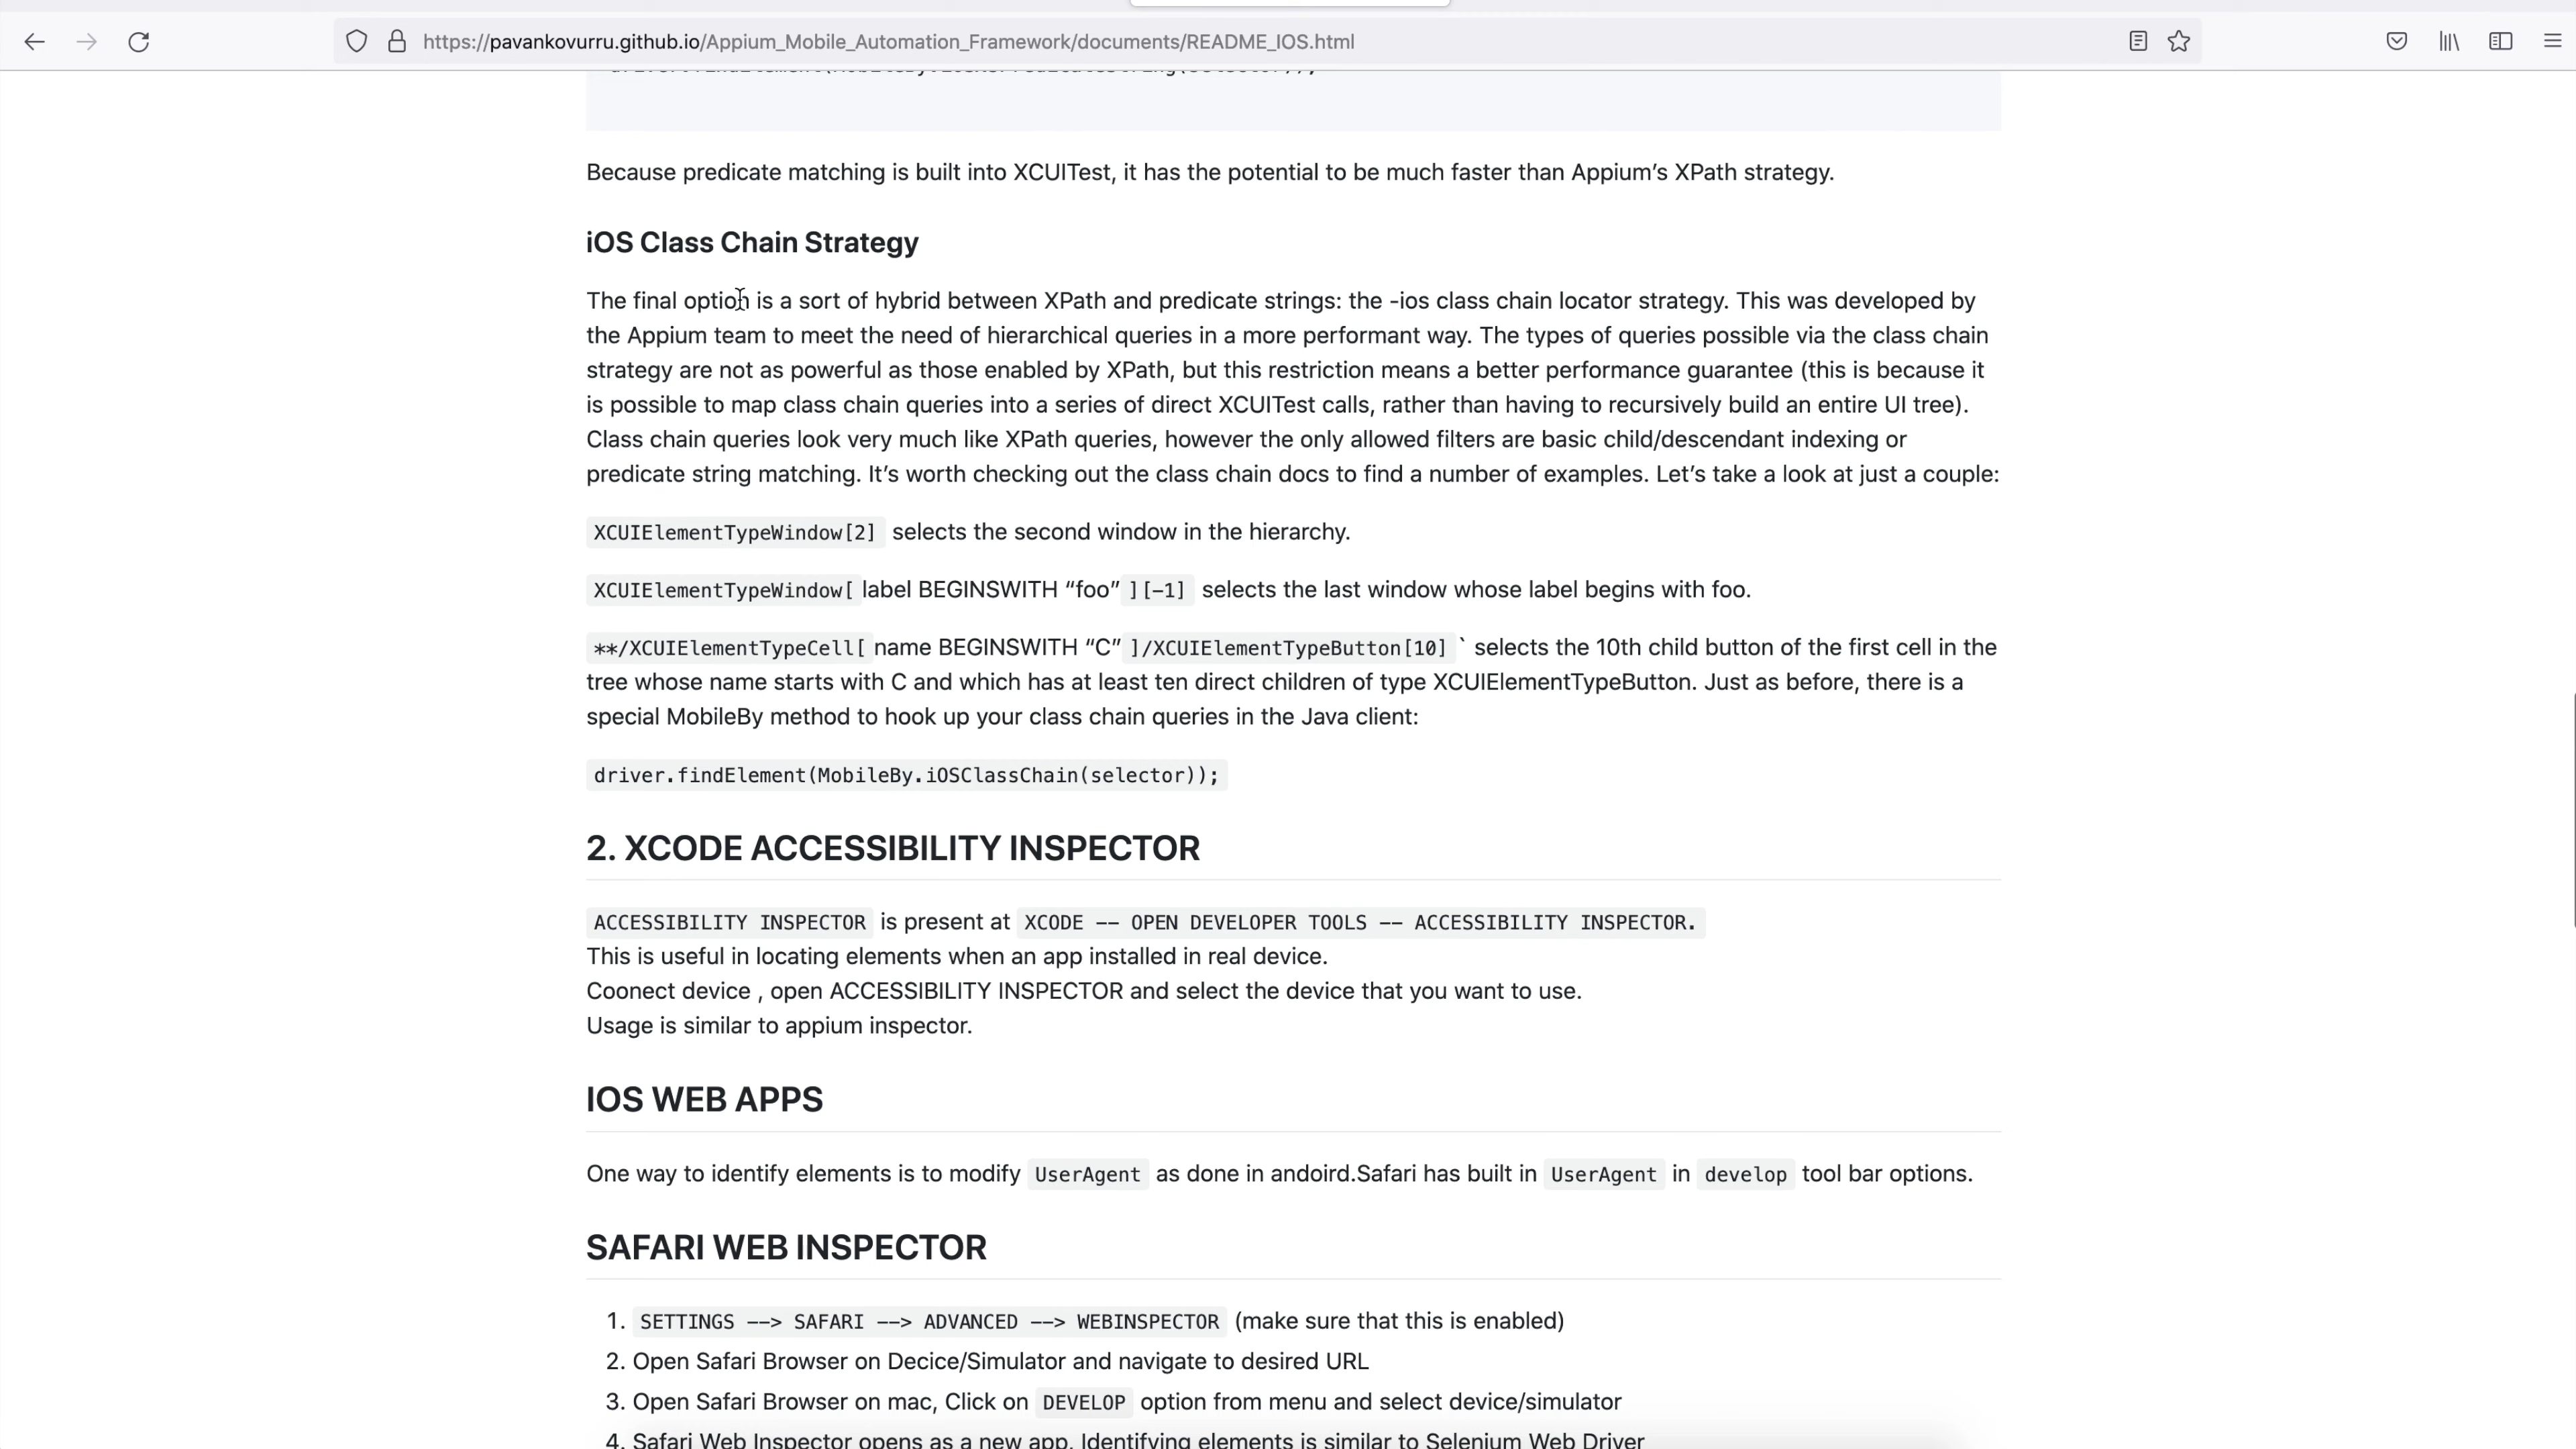 https://pavankovurru.github.io/Appium_Mobile_Automation_Framework/documents/README_IOS.html
Because predicate matching is built into XCUITest, it has the potential to be much faster than Appium’s XPath strategy.
iOS Class Chain Strategy
The final option is a sort of hybrid between XPath and predicate strings: the -ios class chain locator strategy. This was developed by
the Appium team to meet the need of hierarchical queries in a more performant way. The types of queries possible via the class chain
strategy are not as powerful as those enabled by XPath, but this restriction means a better performance guarantee (this is because it
is possible to map class chain queries into a series of direct XCUITest calls, rather than having to recursively build an entire UI tree).
Class chain queries look very much like XPath queries, however the only allowed filters are basic child/descendant indexing or
predicate string matching. It’s worth checking out the class chain docs to find a number of examples. Let’s take a look at just a couple:
XCUIElementTypeWindow[2] selects the second window in the hierarchy.
XCUIElementTypeWindow[ label BEGINSWITH “foo” ][-1] selects the last window whose label begins with foo.
**/XCUIElementTypeCell[ name BEGINSWITH “C” ]/XCUIElementTypeButton[10] ` selects the 10th child button of the first cell in the
tree whose name starts with C and which has at least ten direct children of type XCUIElementTypeButton. Just as before, there is a
special MobileBy method to hook up your class chain queries in the Java client:
driver.findElement(MobileBy.iOSClassChain(selector));
2. XCODE ACCESSIBILITY INSPECTOR
ACCESSIBILITY INSPECTOR is present at XCODE -- OPEN DEVELOPER TOOLS -- ACCESSIBILITY INSPECTOR.
This is useful in locating elements when an app installed in real device.
Coonect device , open ACCESSIBILITY INSPECTOR and select the device that you want to use.
Usage is similar to appium inspector.
IOS WEB APPS
One way to identify elements is to modify UserAgent as done in andoird.Safari has built in UserAgent in develop tool bar options.
SAFARI WEB INSPECTOR
1. SETTINGS --> SAFARI --> ADVANCED --> WEBINSPECTOR (make sure that this is enabled)
2. Open Safari Browser on Decice/Simulator and navigate to desired URL
3. Open Safari Browser on mac, Click on DEVELOP option from menu and select device/simulator
4. Safari Web Inspector opens as a new app. Identifying elements is similar to Selenium Web Driver